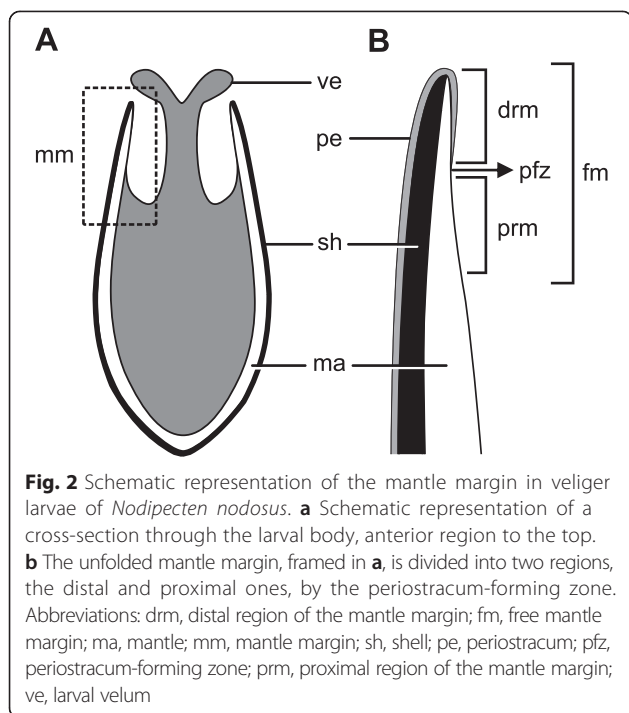 A
B
ve
drm
pe
mm
pfz
fm
prm
sh
ma
Fig. 2 Schematic representation of the mantle margin in veliger
larvae of Nodipecten nodosus. a Schematic representation of a
cross-section through the larval body, anterior region to the top.
b The unfolded mantle margin, framed in a, is divided into two regions,
the distal and proximal ones, by the periostracum-forming zone.
Abbreviations: drm, distal region of the mantle margin; fm, free mantle
margin; ma, mantle; mm, mantle margin; sh, shell; pe, periostracum; pfz,
periostracum-forming zone; prm, proximal region of the mantle margin;
ve, larval velum